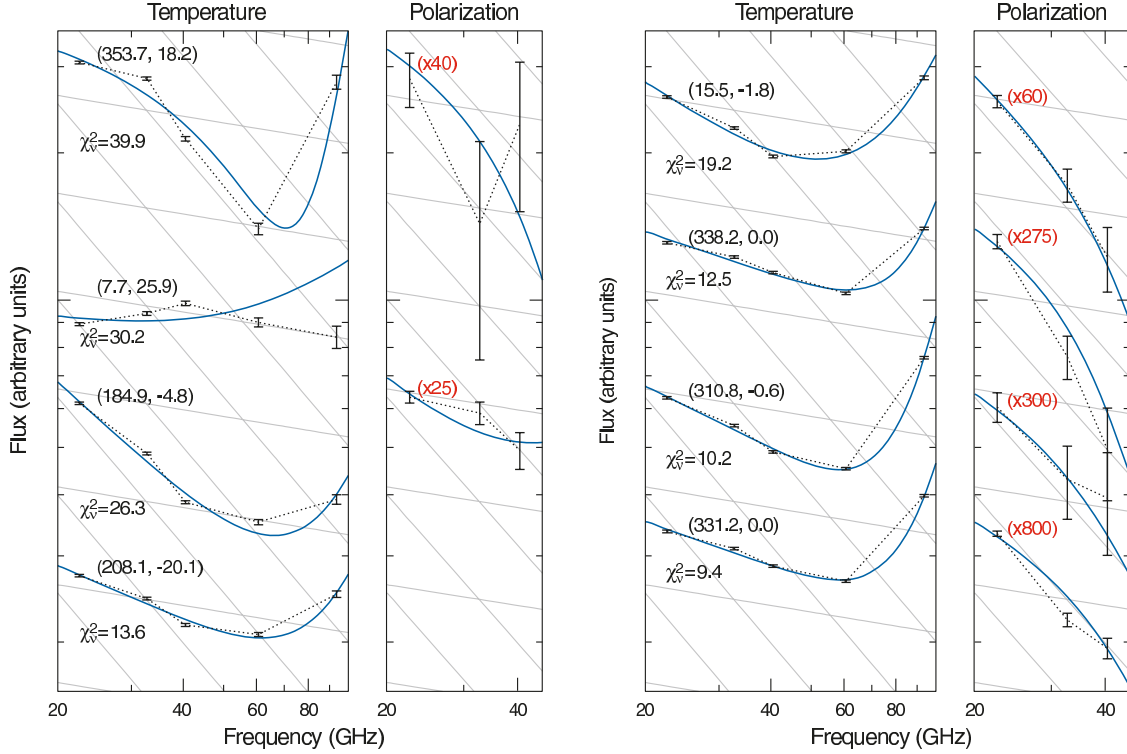 Temperature
Polarization
Temperature
Polarization
Flux (arbitrary units)
(353.7, 18.2)
χ²ᵥ=39.9
(7.7, 25.9)
χ²ᵥ=30.2
(184.9, -4.8)
χ²ᵥ=26.3
(208.1, -20.1)
χ²ᵥ=13.6
(x40)
(x25)
20
40
60
80
20
40
Frequency (GHz)
Flux (arbitrary units)
(15.5, -1.8)
χ²ᵥ=19.2
(338.2, 0.0)
χ²ᵥ=12.5
(310.8, -0.6)
χ²ᵥ=10.2
(331.2, 0.0)
χ²ᵥ=9.4
(x60)
(x275)
(x300)
(x800)
20
40
60
80
20
40
Frequency (GHz)